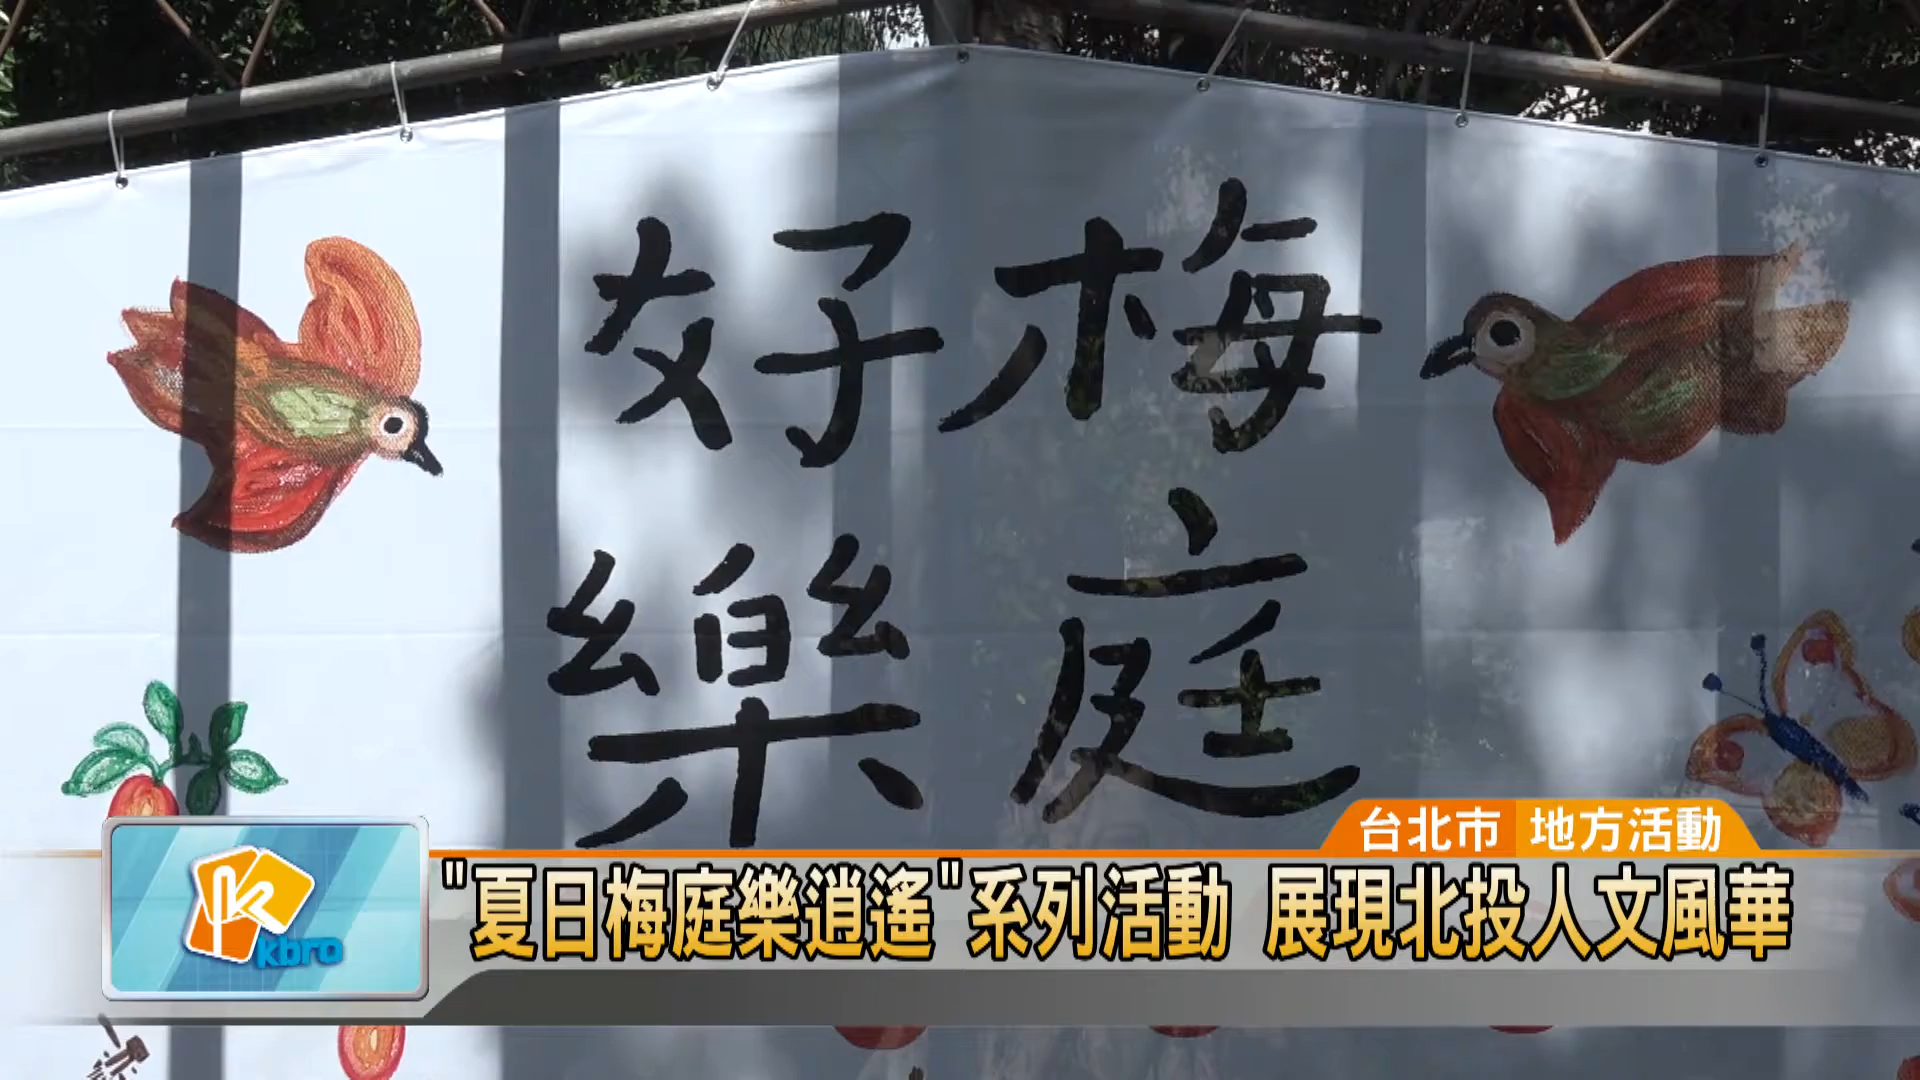 梅庭
好樂
台北市 地方活動
"夏日梅庭樂逍遙"系列活動 展現北投人文風華
kbro